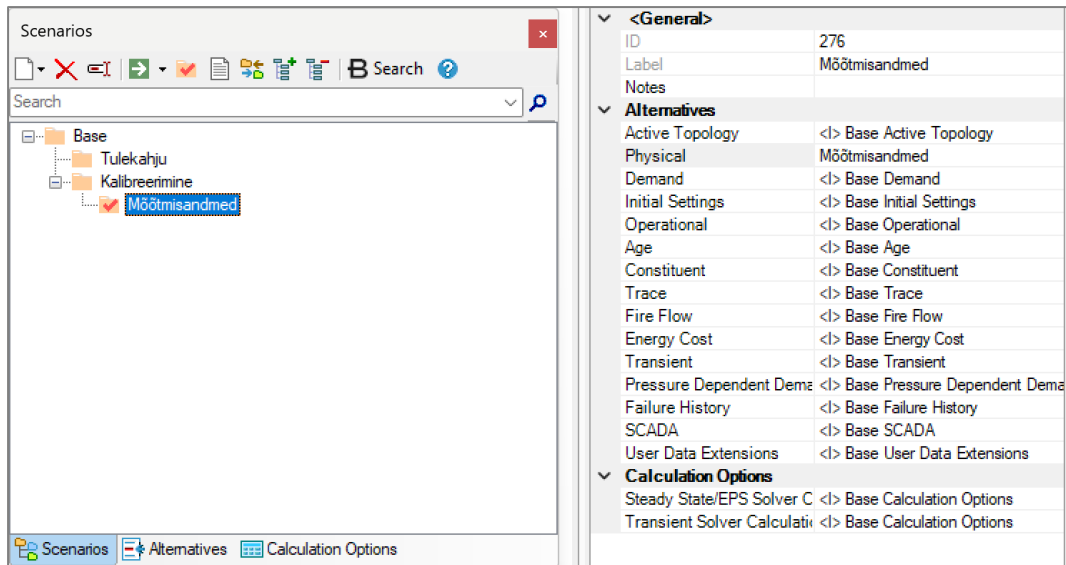 Scenarios
Search
Search
Base
Tulekahju
Kalibreerimine
Mõõtmisandmed
Scenarios Alternatives Calculation Options
<General>
ID 276
Label Mõõtmisandmed
Notes
Alternatives
Active Topology <I> Base Active Topology
Physical Mõõtmisandmed
Demand <I> Base Demand
Initial Settings <I> Base Initial Settings
Operational <I> Base Operational
Age <I> Base Age
Constituent <I> Base Constituent
Trace <I> Base Trace
Fire Flow <I> Base Fire Flow
Energy Cost <I> Base Energy Cost
Transient <I> Base Transient
Pressure Dependent Dema <I> Base Pressure Dependent Dema
Failure History <I> Base Failure History
SCADA <I> Base SCADA
User Data Extensions <I> Base User Data Extensions
Calculation Options
Steady State/EPS Solver C <I> Base Calculation Options
Transient Solver Calculati <I> Base Calculation Options